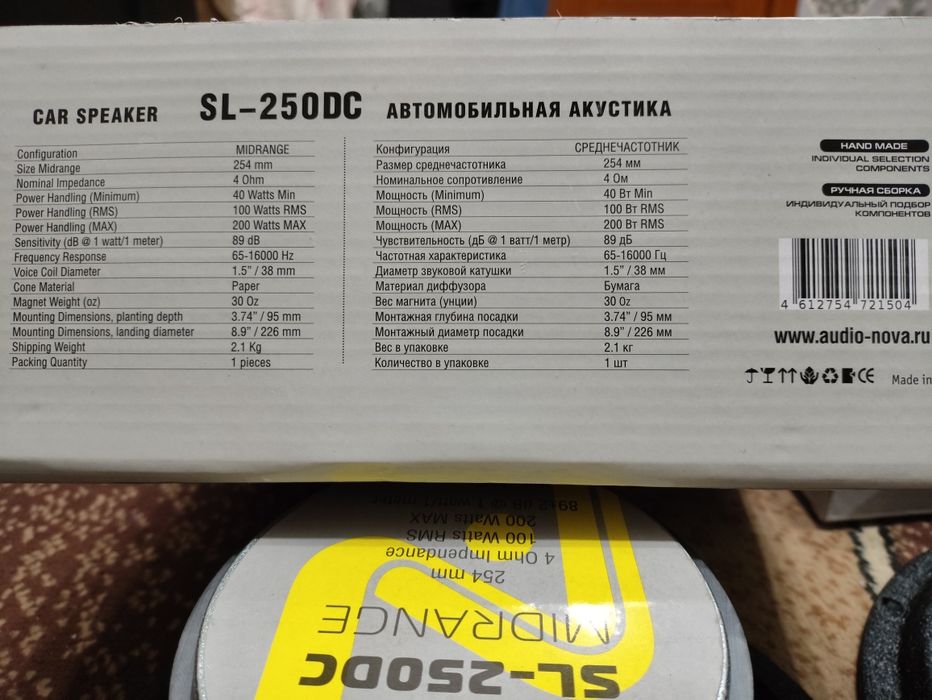 CAR SPEAKER SL-250DC АВТОМОБИЛЬНАЯ АКУСТИКА
Configuration MIDRANGE
Size Midrange 254 mm
Nominal Impedance 4 Ohm
Power Handling (Minimum) 40 Watts Min
Power Handling (RMS) 100 Watts RMS
Power Handling (MAX) 200 Watts MAX
Sensitivity (dB @ 1 watt/1 meter) 89 dB
Frequency Response 65-16000 Hz
Voice Coil Diameter 1.5" / 38 mm
Cone Material Paper
Magnet Weight (oz) 30 Oz
Mounting Dimensions, planting depth 3.74" / 95 mm
Mounting Dimensions, landing diameter 8.9" / 226 mm
Shipping Weight 2.1 Kg
Packing Quantity 1 pieces
Конфигурация СРЕДНЕЧАСТОТНИК
Размер среднечастотника 254 мм
Номинальное сопротивление 4 Ом
Мощность (Minimum) 40 Вт Min
Мощность (RMS) 100 Вт RMS
Мощность (MAX) 200 Вт RMS
Чувствительность (дБ @ 1 ватт/1 метр) 89 дБ
Частотная характеристика 65-16000 Гц
Диаметр звуковой катушки 1.5" / 38 мм
Материал диффузора Бумага
Вес магнита (унции) 30 Oz
Монтажная глубина посадки 3.74" / 95 мм
Монтажный диаметр посадки 8.9" / 226 мм
Вес в упаковке 2.1 кг
Количество в упаковке 1 шт
HAND MADE
INDIVIDUAL SELECTION
COMPONENTS
РУЧНАЯ СБОРКА
ИНДИВИДУАЛЬНЫЙ ПОДБОР
КОМПОНЕНТОВ
4 612754 721504
www.audio-nova.ru
CE Made in
SL-250DC
MIDRANGE
254 mm
4 Ohm Impendance
100 Watts RMS
200 Watts MAX
89±2 dB @ 1 watt/1 meter